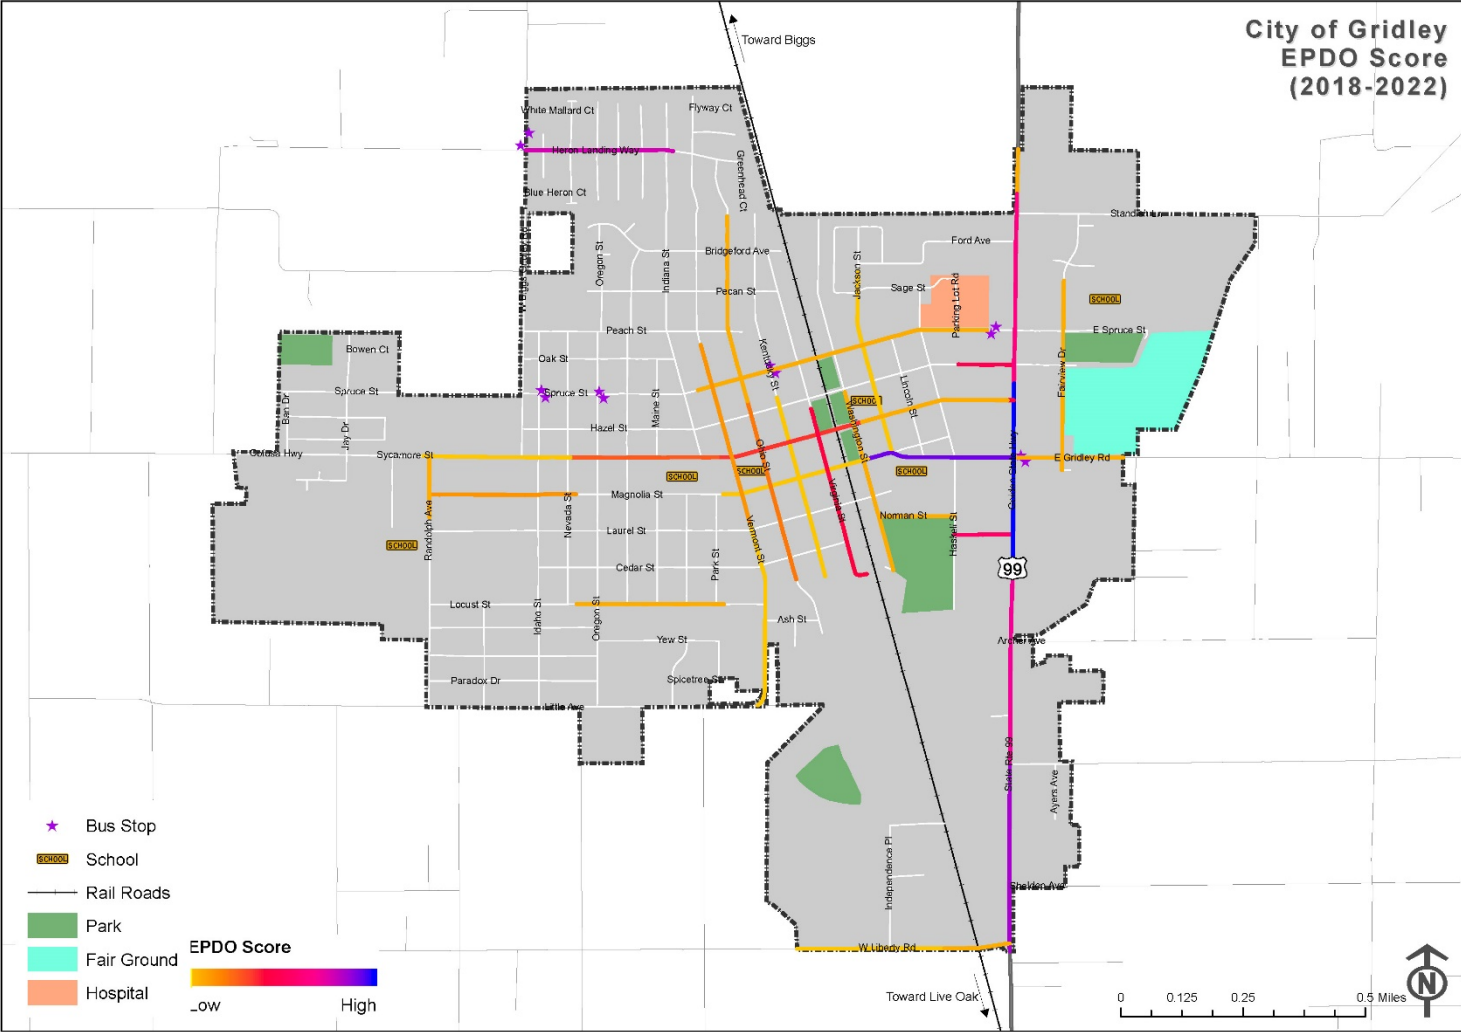 City of Gridley
EPDO Score
(2018-2022)
Toward Biggs
White Mallard Ct
Flyway Ct
Heron Landing Way
Greenhead Ct
Blue Heron Ct
Ford Ave
Oregon St
Indiana St
Bridgeford Ave
Jackson St
Sage St
Parking Lot Rd
Pecan St
SCHOOL
Peach St
E Spruce St
Bowen Ct
Oak St
Kentucky St
Fairview Dr
Spruce St
Spruce St
Maine St
Lincoln St
Ban Dr
SCHOOL
Jay Dr
Hazel St
Washington St
Colusa Hwy
Sycamore St
Ohio St
E Gridley Rd
SCHOOL
SCHOOL
SCHOOL
Magnolia St
Virginia St
Randolph Ave
Nevada St
Laurel St
Norman St
Haskell St
Vermont St
SCHOOL
Cedar St
Park St
99
Locust St
Idaho St
Oregon St
Ash St
Yew St
Archer Ave
Paradox Dr
Spicetree S
Little Ave
State Rte 99
Ayers Ave
Independence Pl
Sheldon Ave
W Liberty Rd
Toward Live Oak
Bus Stop
SCHOOL
School
Rail Roads
Park
Fair Ground
Hospital
EPDO Score
Low
High
N
0
0.125
0.25
0.5 Miles